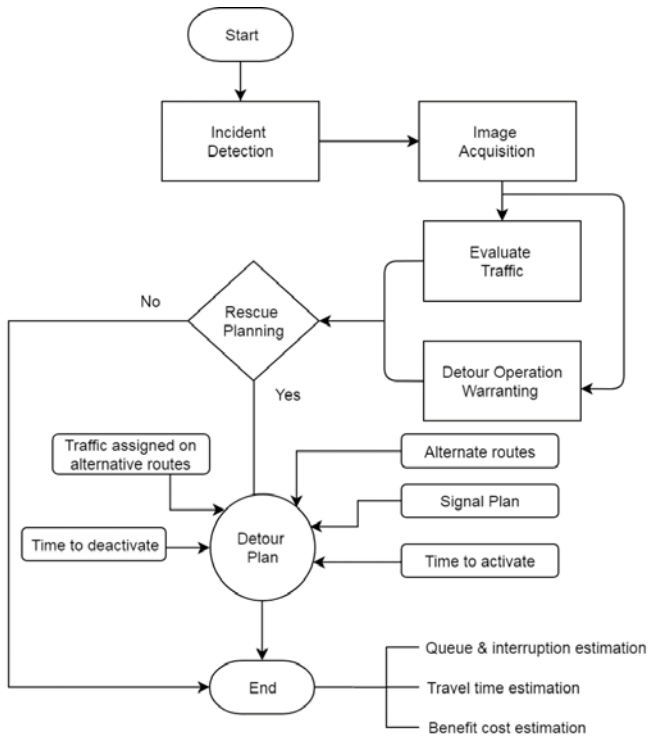 Start
Incident
Detection
Image
Acquisition
Evaluate
Traffic
No
Rescue
Planning
Detour Operation
Warranting
Yes
Traffic assigned on
alternative routes
Alternate routes
Signal Plan
Time to deactivate
Detour
Plan
Time to activate
Queue & interruption estimation
End
Travel time estimation
Benefit cost estimation